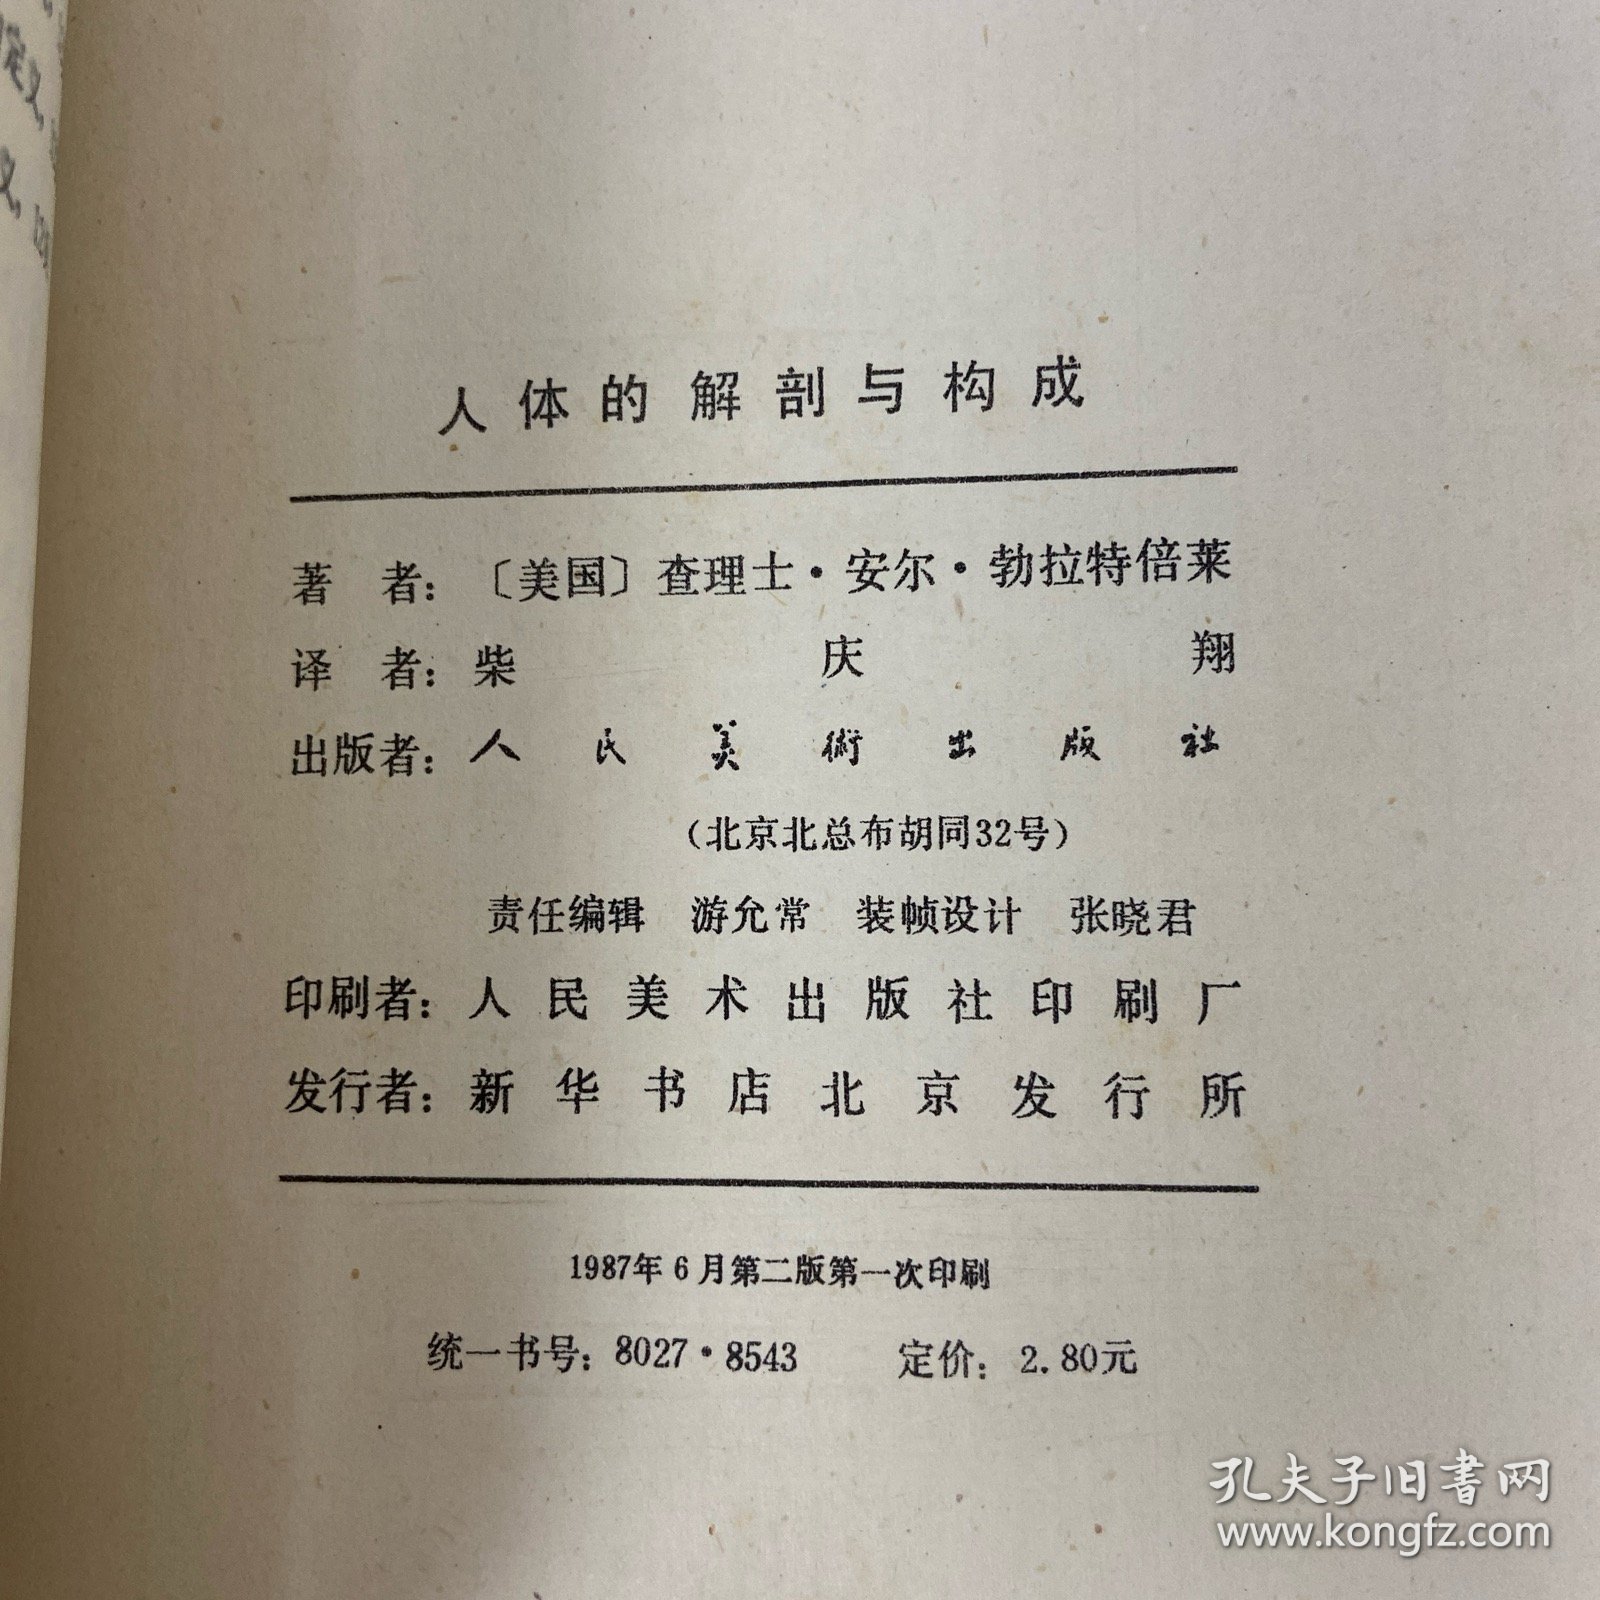 定义,
义,
人体的解剖与构成
著　者：〔美国〕查理士·安尔·勃拉特倍莱
译　者：柴庆翔
出版者：人民美術出版社
（北京北总布胡同32号）
责任编辑　游允常　装帧设计　张晓君
印刷者：人民美术出版社印刷厂
发行者：新华书店北京发行所
1987年6月第二版第一次印刷
统一书号：8027·8543　定价：2.80元
孔夫子旧书网
www.kongfz.com